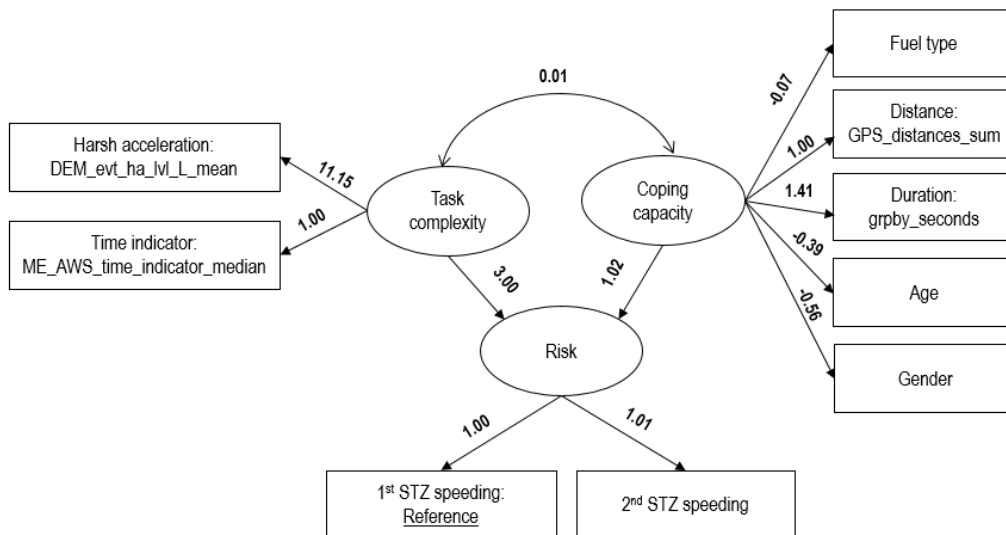 Fuel type
0.01
-0.07
Harsh acceleration:
DEM_evt_ha_lvl_L_mean
Distance:
GPS_distances_sum
11.15
1.00
Task
complexity
Coping
capacity
1.41
Duration:
grpby_seconds
Time indicator:
ME_AWS_time_indicator_median
1.00
-0.39
3.00
1.02
Age
-0.56
Risk
Gender
1.00
1.01
1st STZ speeding:
Reference
2nd STZ speeding